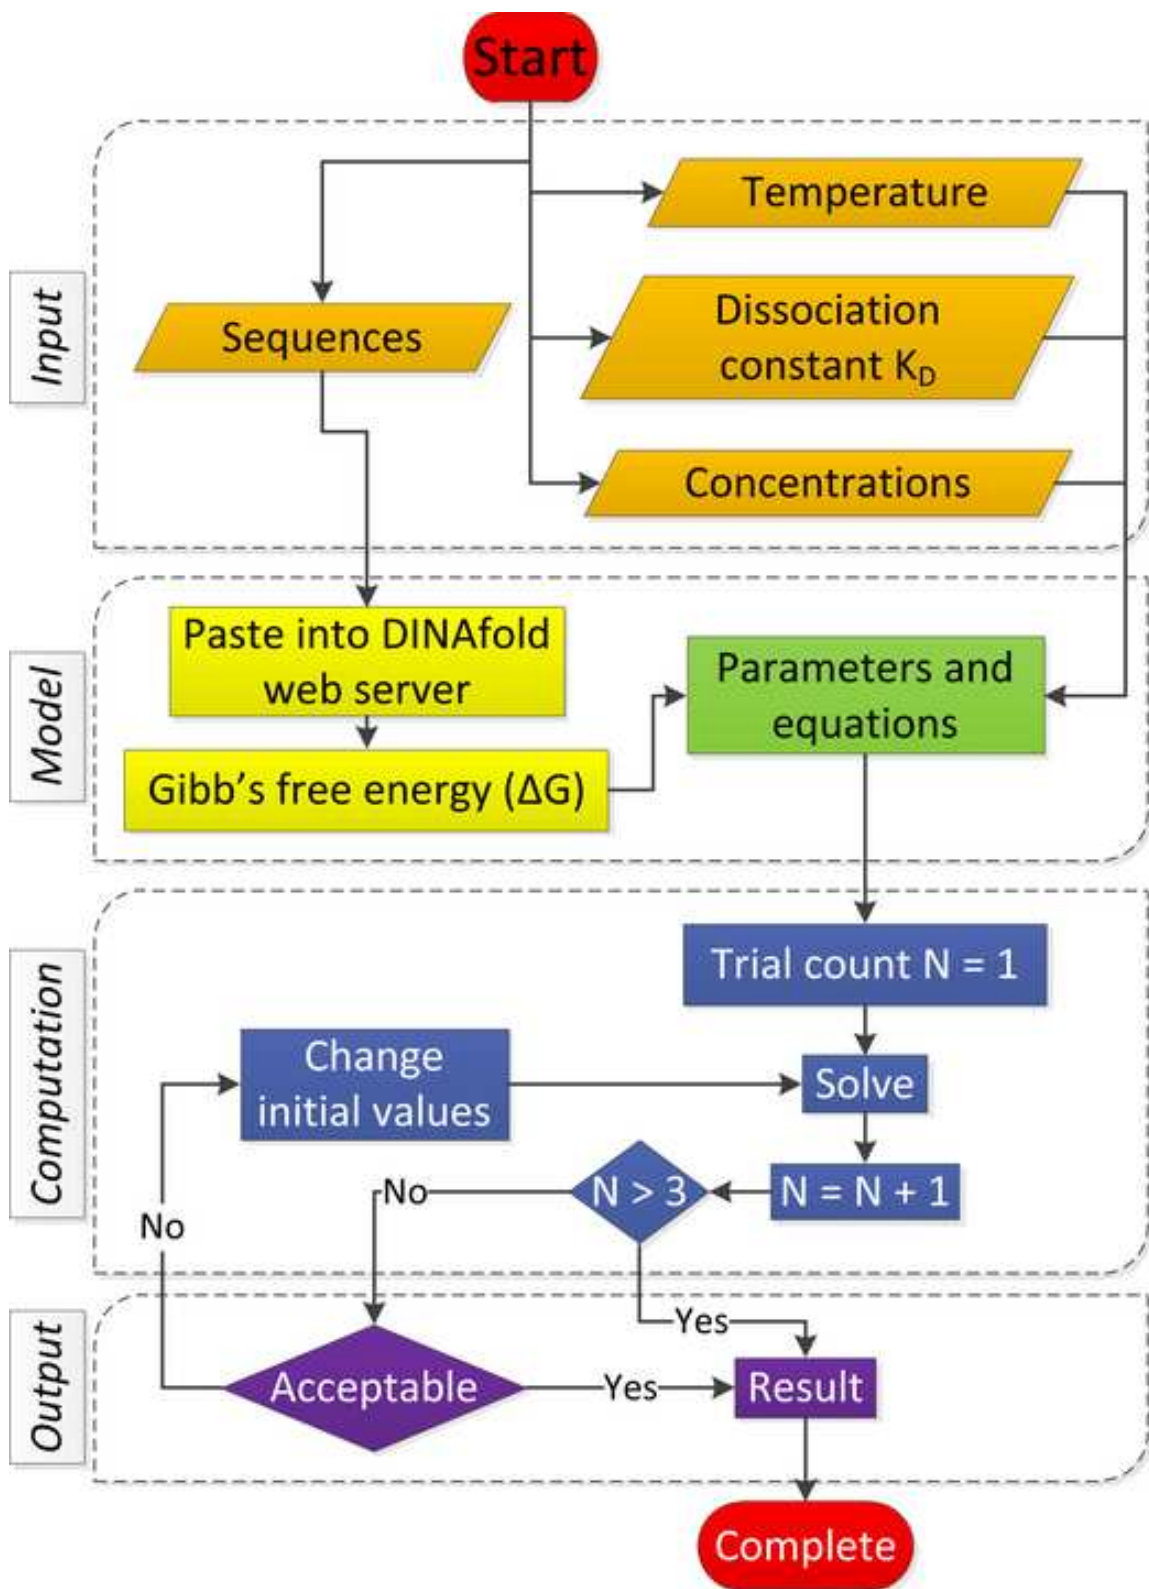 Start
Input
Temperature
Sequences
Dissociation
constant K_D
Concentrations
Model
Paste into DINAfold
web server
Parameters and
equations
Gibb's free energy (ΔG)
Computation
Trial count N = 1
Change
initial values
Solve
N > 3
N = N + 1
No
No
Output
Yes
Acceptable
Yes
Result
Complete